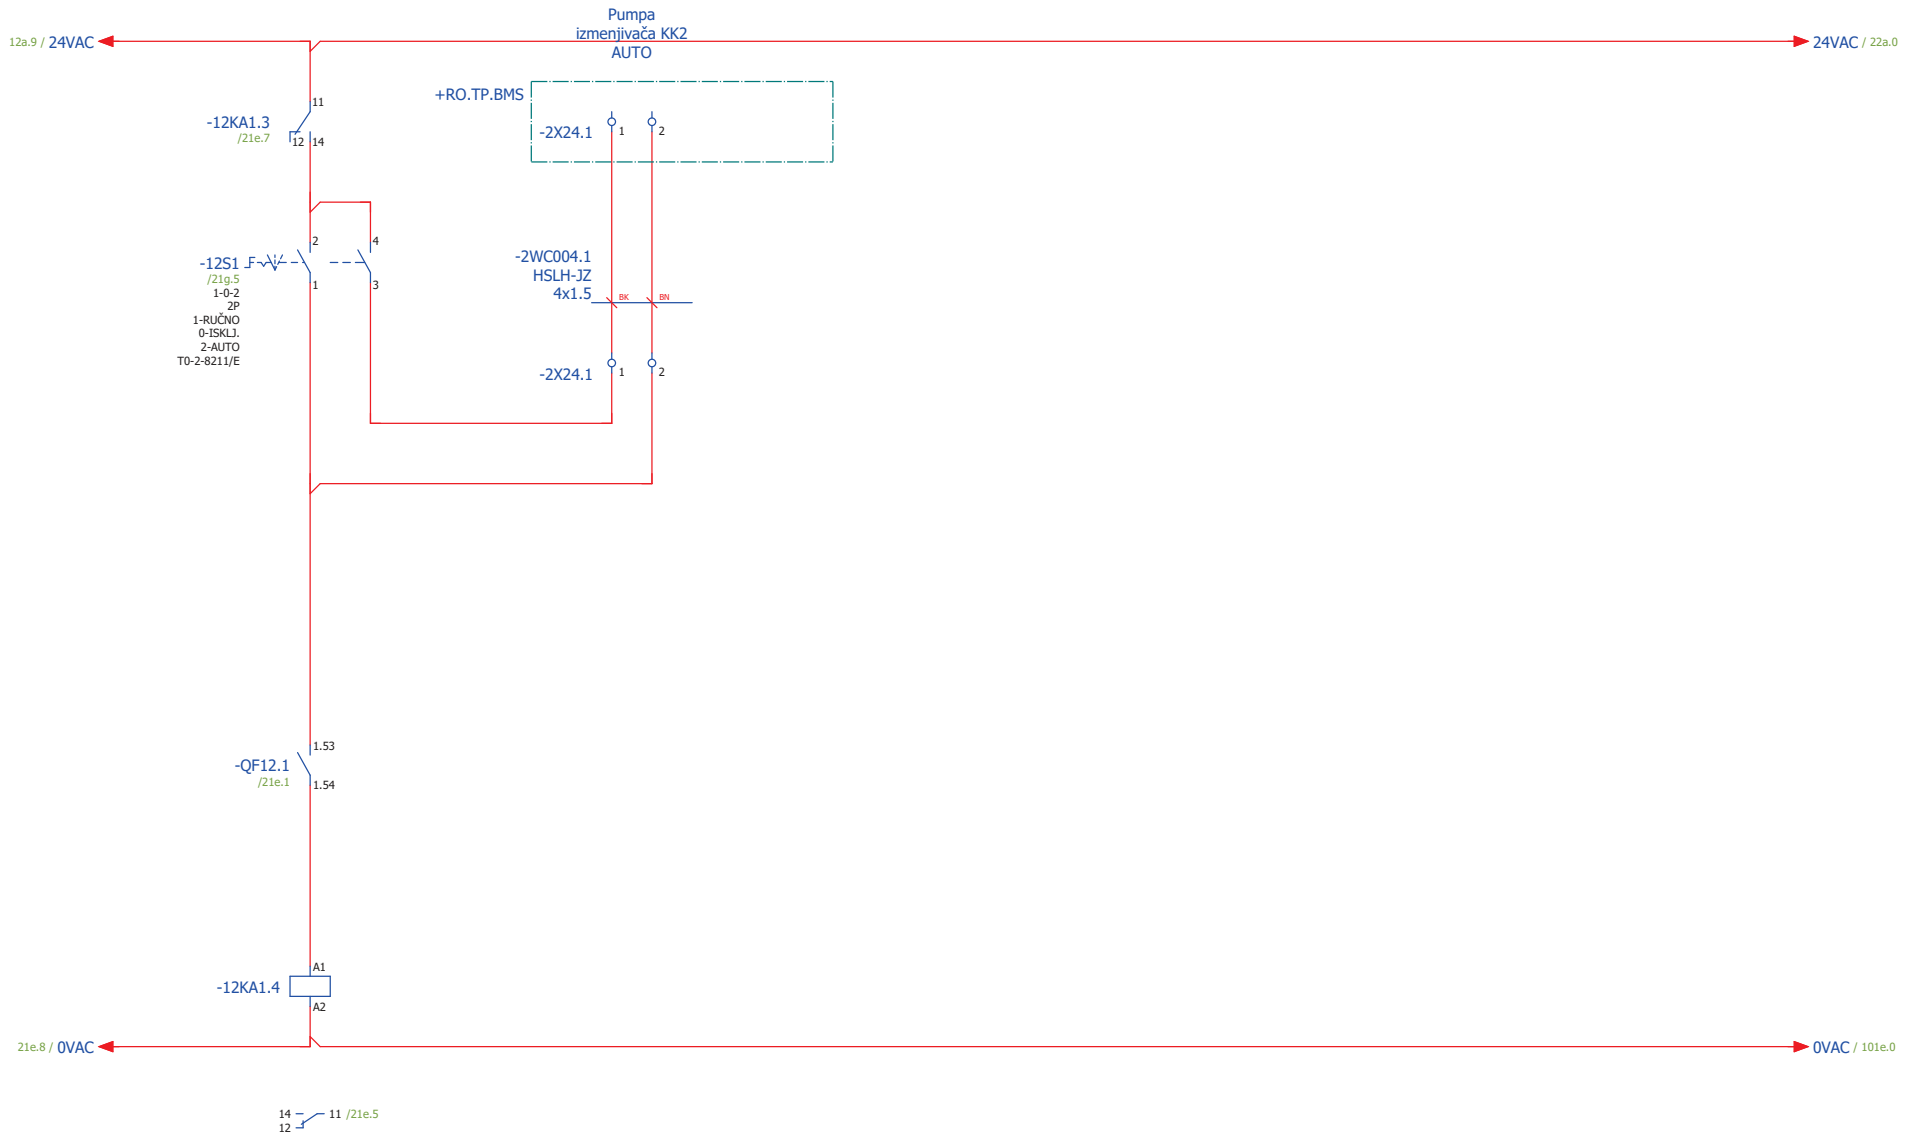 Pumpa
izmenjivača KK2
AUTO
12a.9 / 24VAC
24VAC / 22a.0
+RO.TP.BMS
11
-12KA1.3
/21e.7
12 14
-2X24.1 1 2
2 4
-12S1
/21g.5
1 3
1-0-2
2P
1-RUČNO
0-ISKLJ.
2-AUTO
T0-2-8211/E
-2WC004.1
HSLH-JZ
4x1.5
BK BN
-2X24.1 1 2
1.53
-QF12.1
/21e.1
1.54
A1
-12KA1.4
A2
21e.8 / 0VAC
0VAC / 101e.0
14 11 /21e.5
12